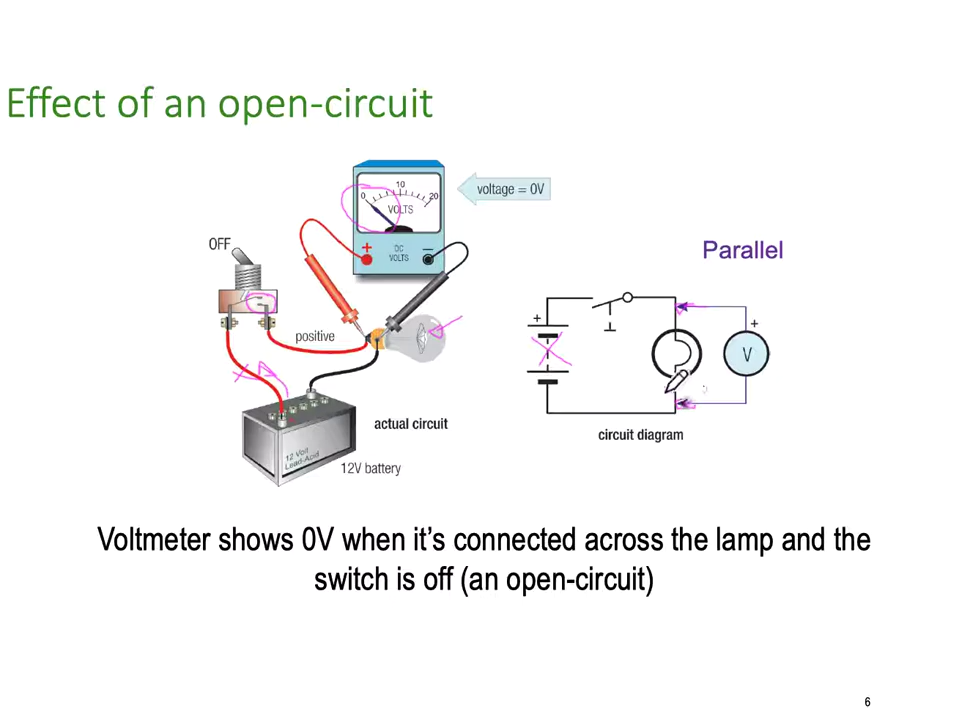 Effect of an open-circuit
0 10 20
VOLTS
voltage = 0V
OFF
+ DC VOLTS −
Parallel
positive
+
+
V
actual circuit
circuit diagram
12 Volt
Lead-Acid
12V battery
Voltmeter shows 0V when it’s connected across the lamp and the
switch is off (an open-circuit)
6